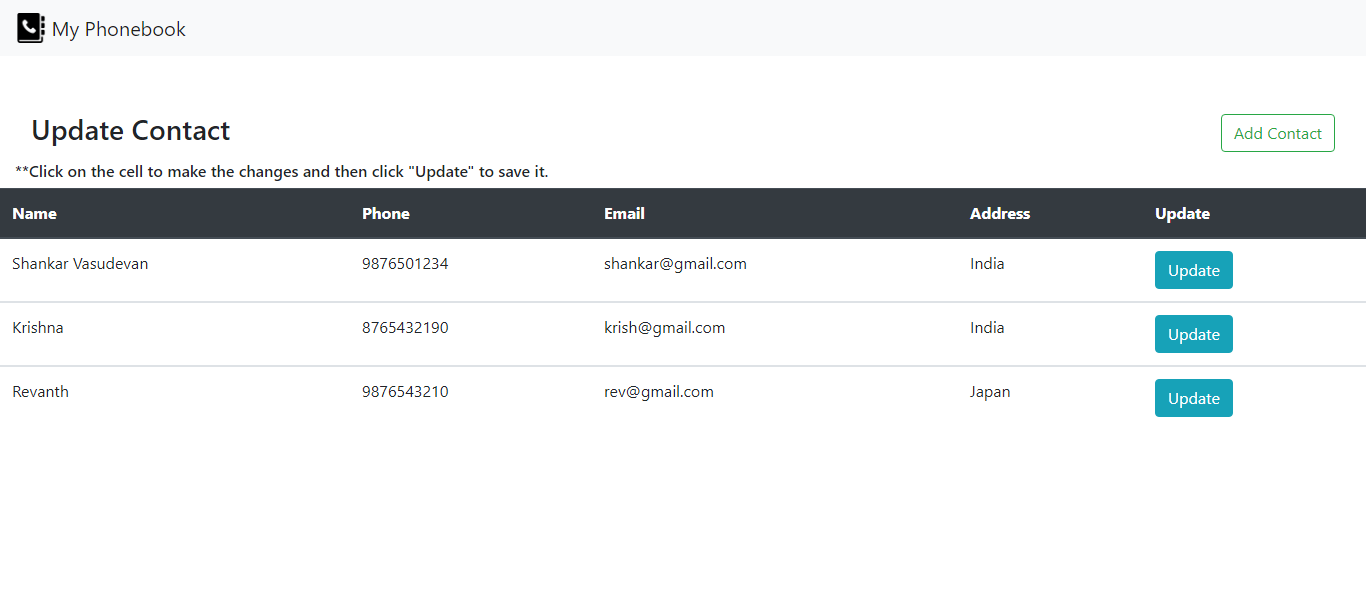 My Phonebook
Update Contact
Add Contact
**Click on the cell to make the changes and then click "Update" to save it.
Name Phone Email Address Update
Shankar Vasudevan 9876501234 shankar@gmail.com India Update
Krishna 8765432190 krish@gmail.com India Update
Revanth 9876543210 rev@gmail.com Japan Update